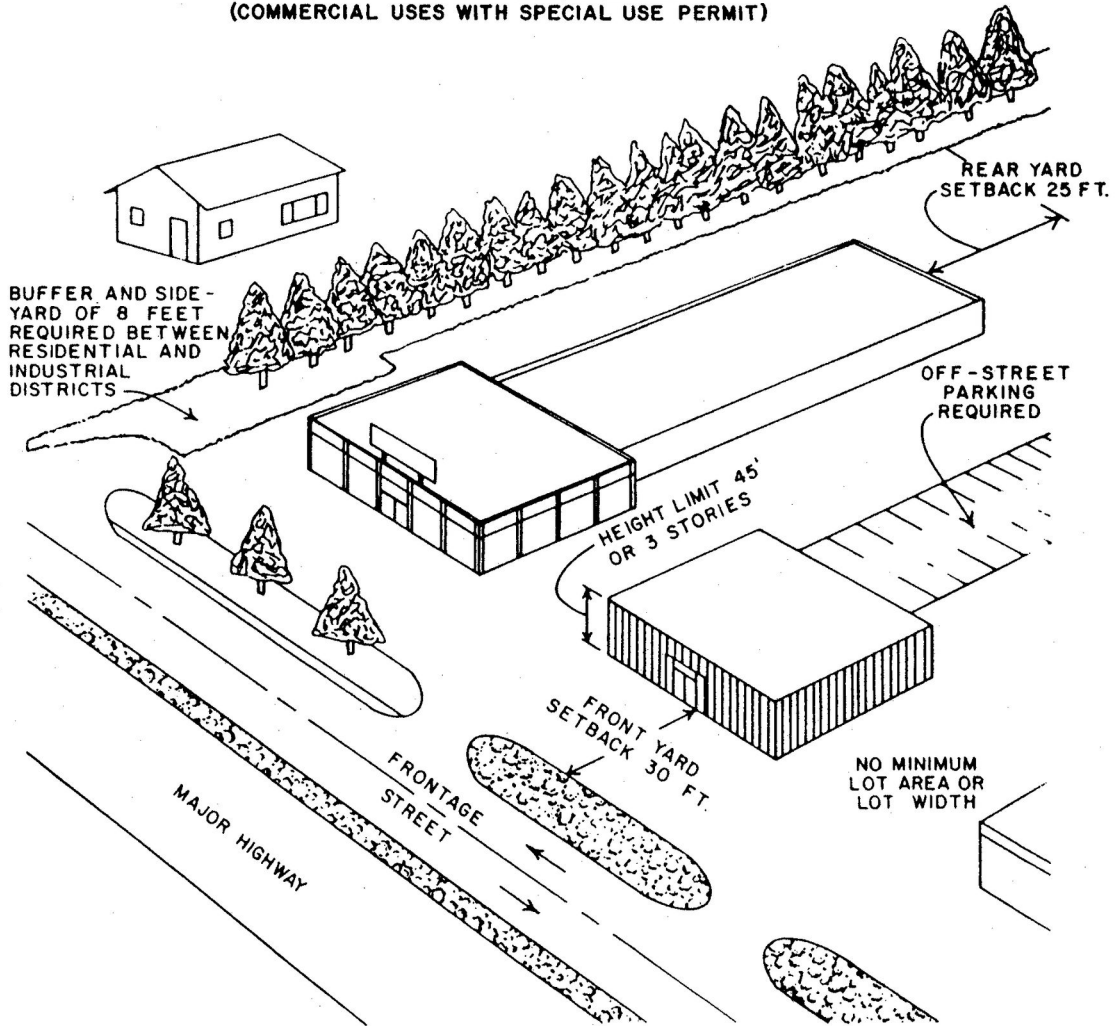 (COMMERCIAL USES WITH SPECIAL USE PERMIT)
REAR YARD
SETBACK 25 FT.
BUFFER AND SIDE-
YARD OF 8 FEET
REQUIRED BETWEEN
RESIDENTIAL AND
INDUSTRIAL
DISTRICTS
OFF-STREET
PARKING
REQUIRED
HEIGHT LIMIT 45'
OR 3 STORIES
FRONT YARD
SETBACK 30 FT.
NO MINIMUM
LOT AREA OR
LOT WIDTH
FRONTAGE
STREET
MAJOR HIGHWAY